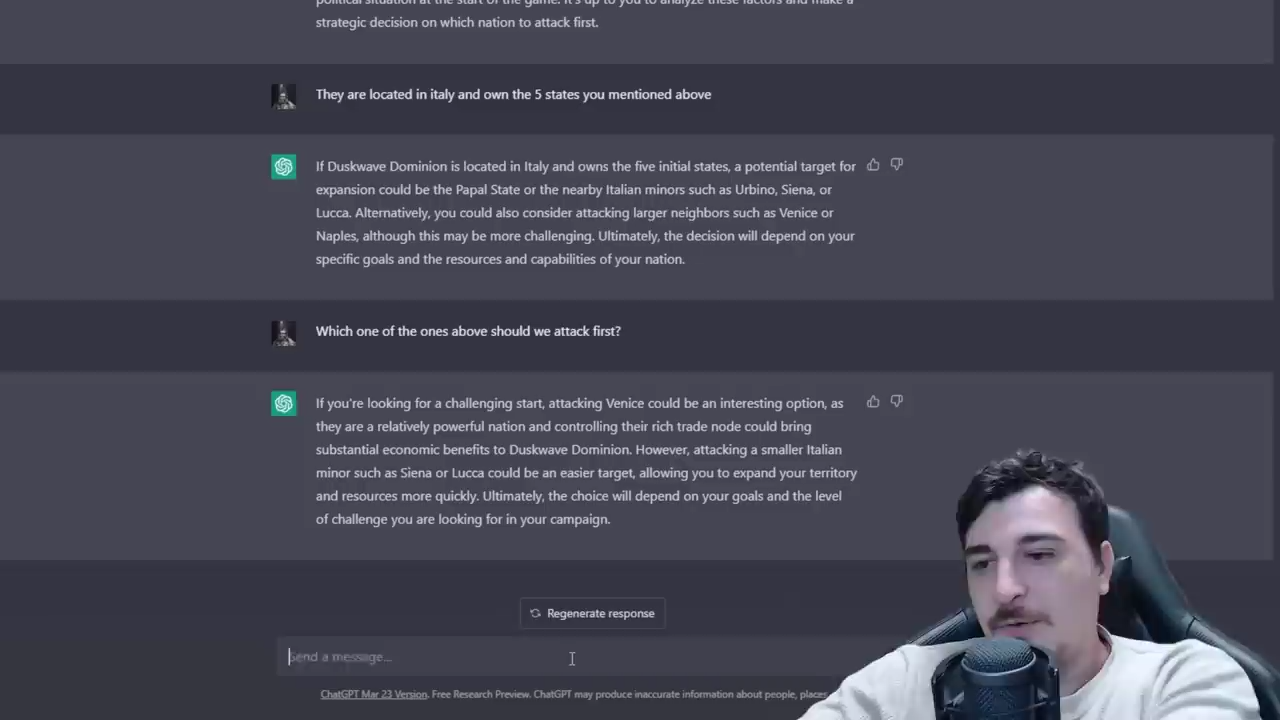 political situation at the start of the game. It's up to you to analyze these factors and make a
strategic decision on which nation to attack first.
They are located in italy and own the 5 states you mentioned above
If Duskwave Dominion is located in Italy and owns the five initial states, a potential target for
expansion could be the Papal State or the nearby Italian minors such as Urbino, Siena, or
Lucca. Alternatively, you could also consider attacking larger neighbors such as Venice or
Naples, although this may be more challenging. Ultimately, the decision will depend on your
specific goals and the resources and capabilities of your nation.
Which one of the ones above should we attack first?
If you're looking for a challenging start, attacking Venice could be an interesting option, as
they are a relatively powerful nation and controlling their rich trade node could bring
substantial economic benefits to Duskwave Dominion. However, attacking a smaller Italian
minor such as Siena or Lucca could be an easier target, allowing you to expand your territory
and resources more quickly. Ultimately, the choice will depend on your goals and the level
of challenge you are looking for in your campaign.
Regenerate response
Send a message...
ChatGPT Mar 23 Version. Free Research Preview. ChatGPT may produce inaccurate information about people, places